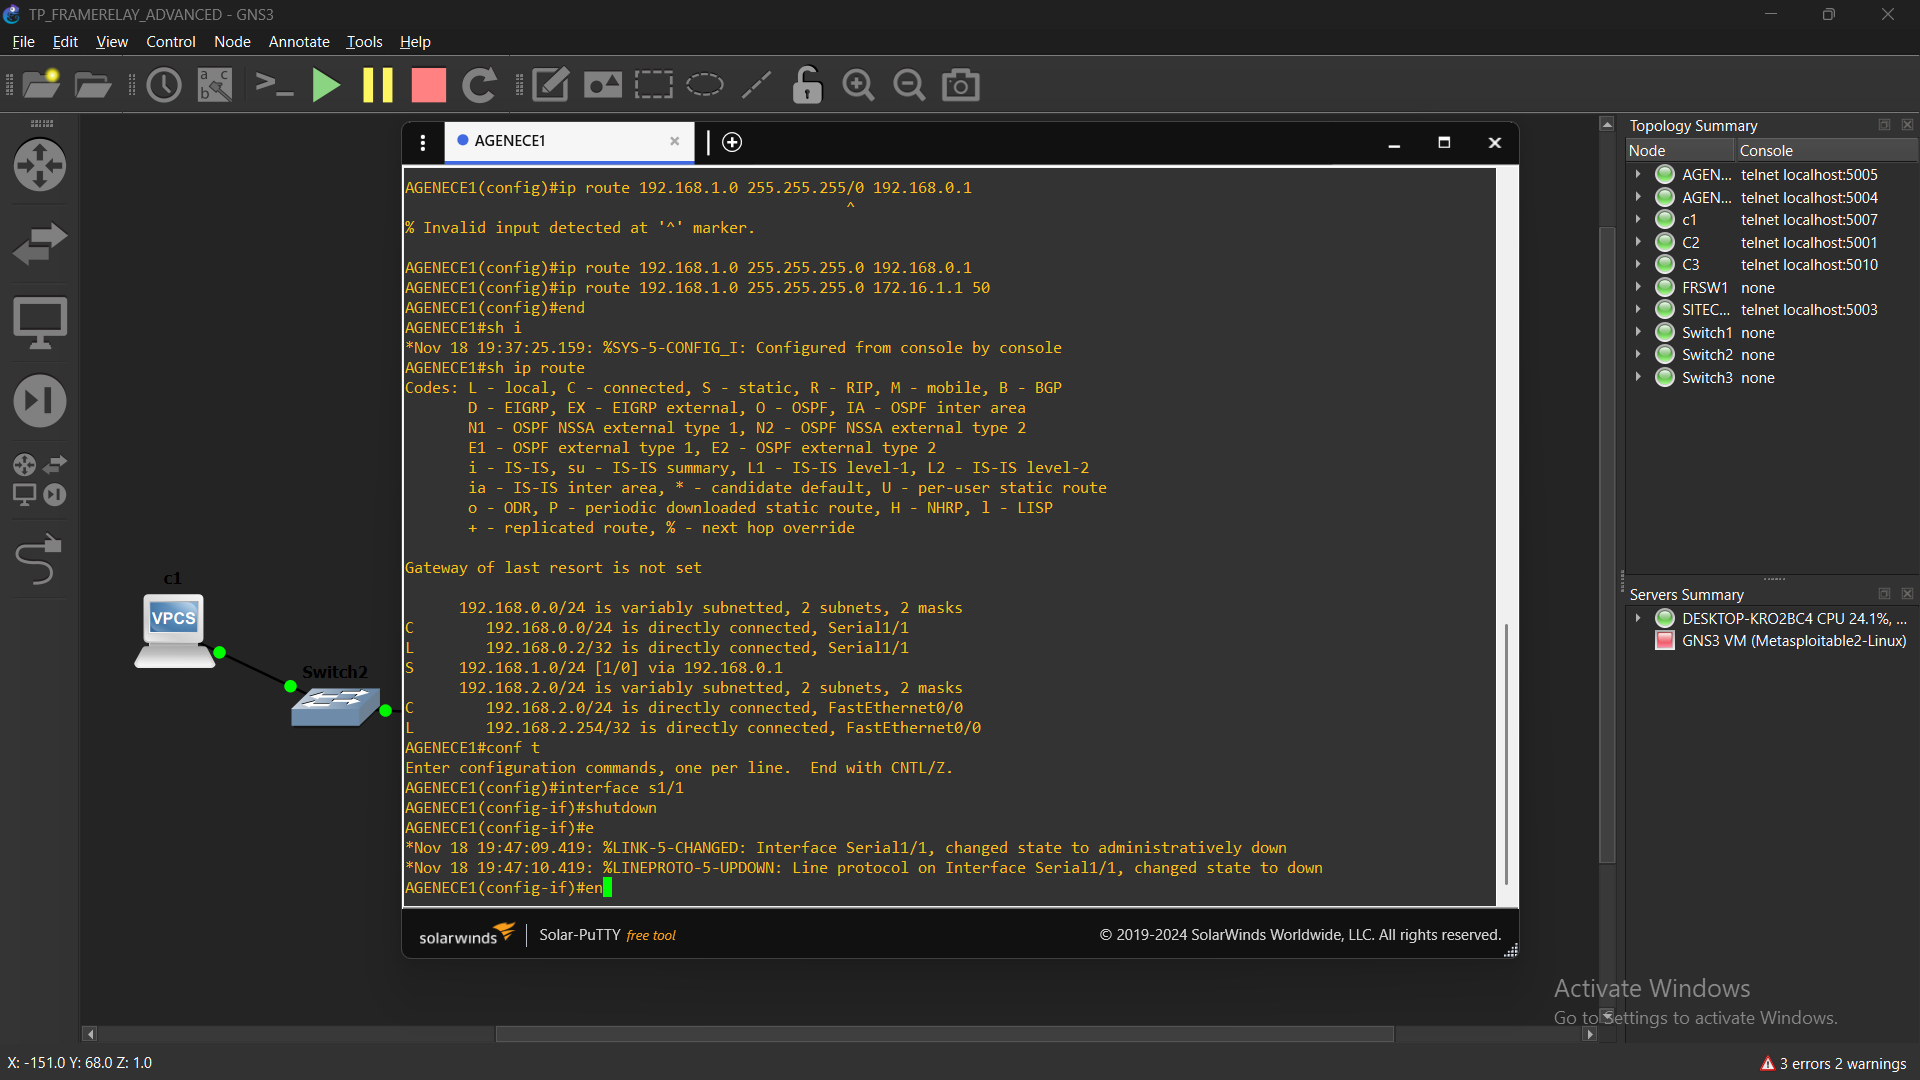 TP_FRAMERELAY_ADVANCED - GNS3
File Edit View Control Node Annotate Tools Help
AGENECE1
AGENECE1(config)#ip route 192.168.1.0 255.255.255/0 192.168.0.1
^
% Invalid input detected at '^' marker.
AGENECE1(config)#ip route 192.168.1.0 255.255.255.0 192.168.0.1
AGENECE1(config)#ip route 192.168.1.0 255.255.255.0 172.16.1.1 50
AGENECE1(config)#end
AGENECE1#sh i
*Nov 18 19:37:25.159: %SYS-5-CONFIG_I: Configured from console by console
AGENECE1#sh ip route
Codes: L - local, C - connected, S - static, R - RIP, M - mobile, B - BGP
D - EIGRP, EX - EIGRP external, O - OSPF, IA - OSPF inter area
N1 - OSPF NSSA external type 1, N2 - OSPF NSSA external type 2
E1 - OSPF external type 1, E2 - OSPF external type 2
i - IS-IS, su - IS-IS summary, L1 - IS-IS level-1, L2 - IS-IS level-2
ia - IS-IS inter area, * - candidate default, U - per-user static route
o - ODR, P - periodic downloaded static route, H - NHRP, l - LISP
+ - replicated route, % - next hop override
Gateway of last resort is not set
192.168.0.0/24 is variably subnetted, 2 subnets, 2 masks
C 192.168.0.0/24 is directly connected, Serial1/1
L 192.168.0.2/32 is directly connected, Serial1/1
S 192.168.1.0/24 [1/0] via 192.168.0.1
192.168.2.0/24 is variably subnetted, 2 subnets, 2 masks
C 192.168.2.0/24 is directly connected, FastEthernet0/0
L 192.168.2.254/32 is directly connected, FastEthernet0/0
AGENECE1#conf t
Enter configuration commands, one per line. End with CNTL/Z.
AGENECE1(config)#interface s1/1
AGENECE1(config-if)#shutdown
AGENECE1(config-if)#e
*Nov 18 19:47:09.419: %LINK-5-CHANGED: Interface Serial1/1, changed state to administratively down
*Nov 18 19:47:10.419: %LINEPROTO-5-UPDOWN: Line protocol on Interface Serial1/1, changed state to down
AGENECE1(config-if)#en
solarwinds Solar-PuTTY free tool
© 2019-2024 SolarWinds Worldwide, LLC. All rights reserved.
c1
VPCS
Switch2
Topology Summary
Node Console
AGEN... telnet localhost:5005
AGEN... telnet localhost:5004
c1 telnet localhost:5007
C2 telnet localhost:5001
C3 telnet localhost:5010
FRSW1 none
SITEC... telnet localhost:5003
Switch1 none
Switch2 none
Switch3 none
Servers Summary
DESKTOP-KRO2BC4 CPU 24.1%, ...
GNS3 VM (Metasploitable2-Linux)
Activate Windows
Go to Settings to activate Windows.
X: -151.0 Y: 68.0 Z: 1.0
3 errors 2 warnings